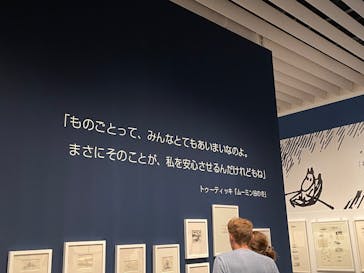 「ものごとって、みんなとてもあいまいなのよ。
まさにそのことが、私を安心させるんだけれどもね」
トゥーティッキ『ムーミン谷の冬』